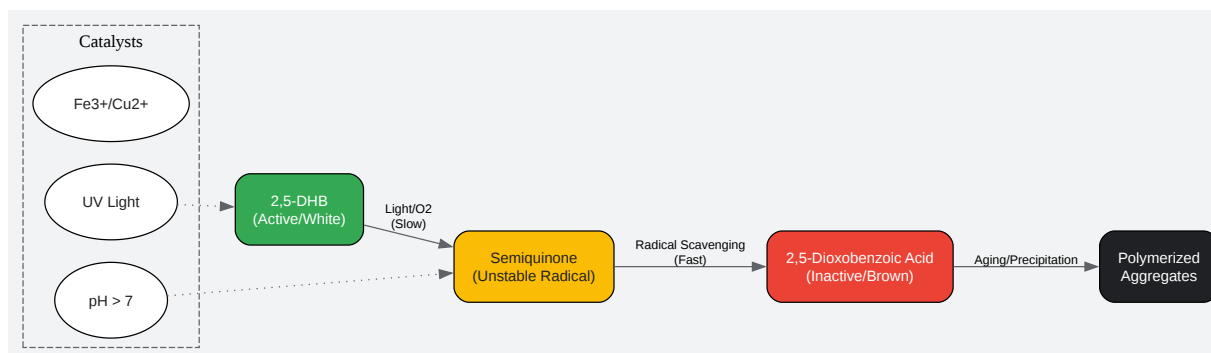 Catalysts
Fe3+/Cu2+
UV Light
pH > 7
2,5-DHB
(Active/White)
Light/O2
(Slow)
Semiquinone
(Unstable Radical)
Radical Scavenging
(Fast)
2,5-Dioxobenzoic Acid
(Inactive/Brown)
Aging/Precipitation
Polymerized
Aggregates